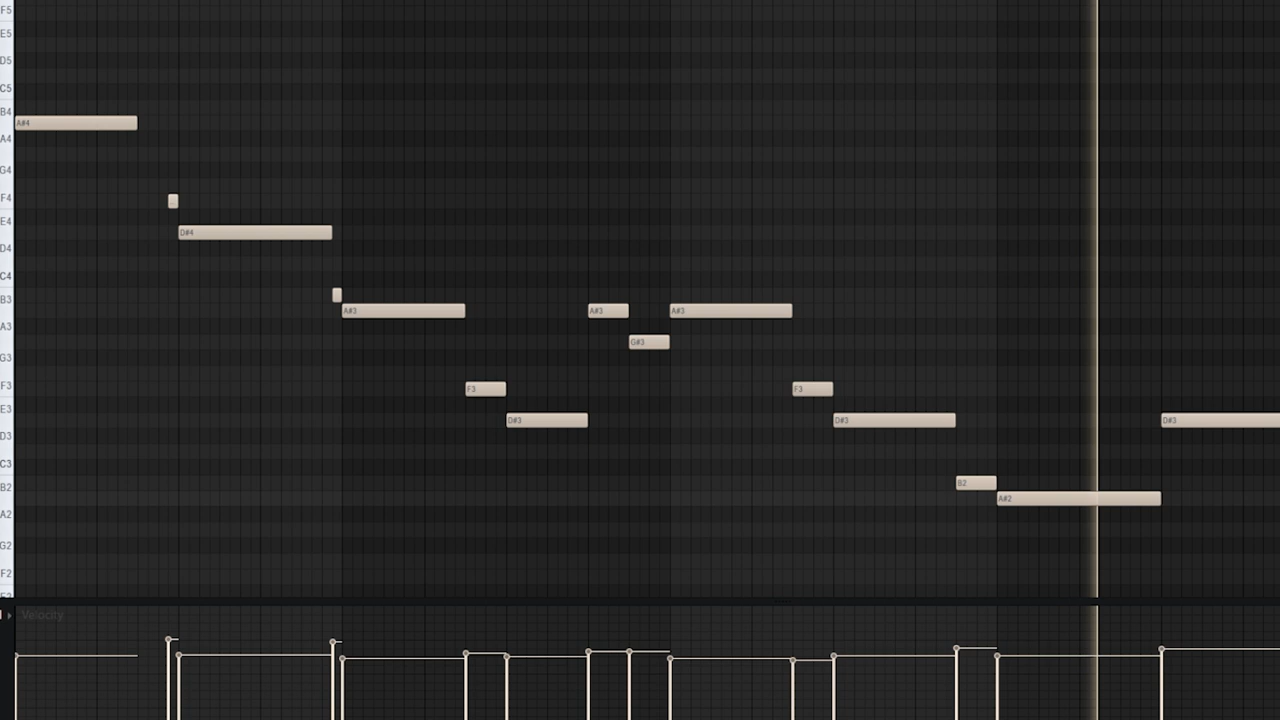 F5
E5
D5
C5
B4
A#4
A4
G4
F4
E4
D#4
D4
C4
B3
A#3 A#3 A#3
A3
G#3
G3
F3 F3 F3
E3
D#3 D#3 D#3
D3
C3
B2 B2
A#2
A2
G2
F2
Velocity